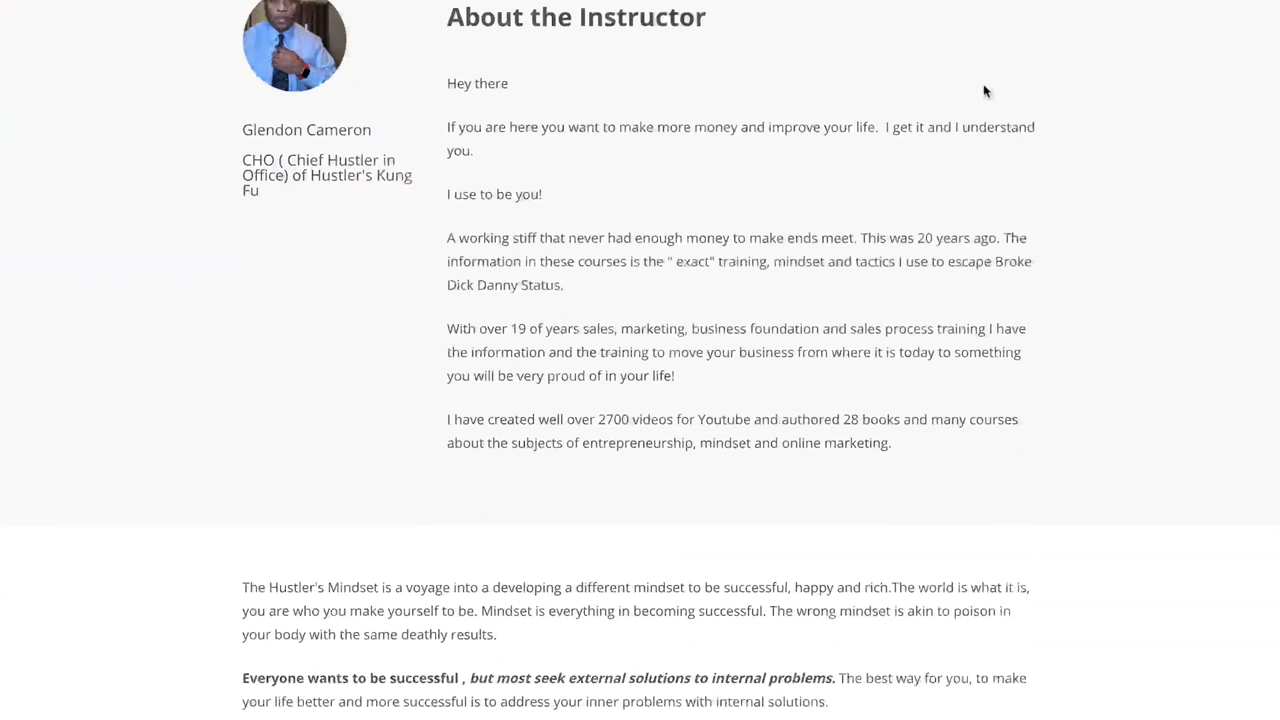 About the Instructor
Hey there
If you are here you want to make more money and improve your life.  I get it and I understand
you.
I use to be you!
A working stiff that never had enough money to make ends meet. This was 20 years ago. The
information in these courses is the " exact" training, mindset and tactics I use to escape Broke
Dick Danny Status.
With over 19 of years sales, marketing, business foundation and sales process training I have
the information and the training to move your business from where it is today to something
you will be very proud of in your life!
I have created well over 2700 videos for Youtube and authored 28 books and many courses
about the subjects of entrepreneurship, mindset and online marketing.
Glendon Cameron
CHO ( Chief Hustler in
Office) of Hustler's Kung
Fu
The Hustler's Mindset is a voyage into a developing a different mindset to be successful, happy and rich.The world is what it is,
you are who you make yourself to be. Mindset is everything in becoming successful. The wrong mindset is akin to poison in
your body with the same deathly results.
Everyone wants to be successful , but most seek external solutions to internal problems. The best way for you, to make
your life better and more successful is to address your inner problems with internal solutions.